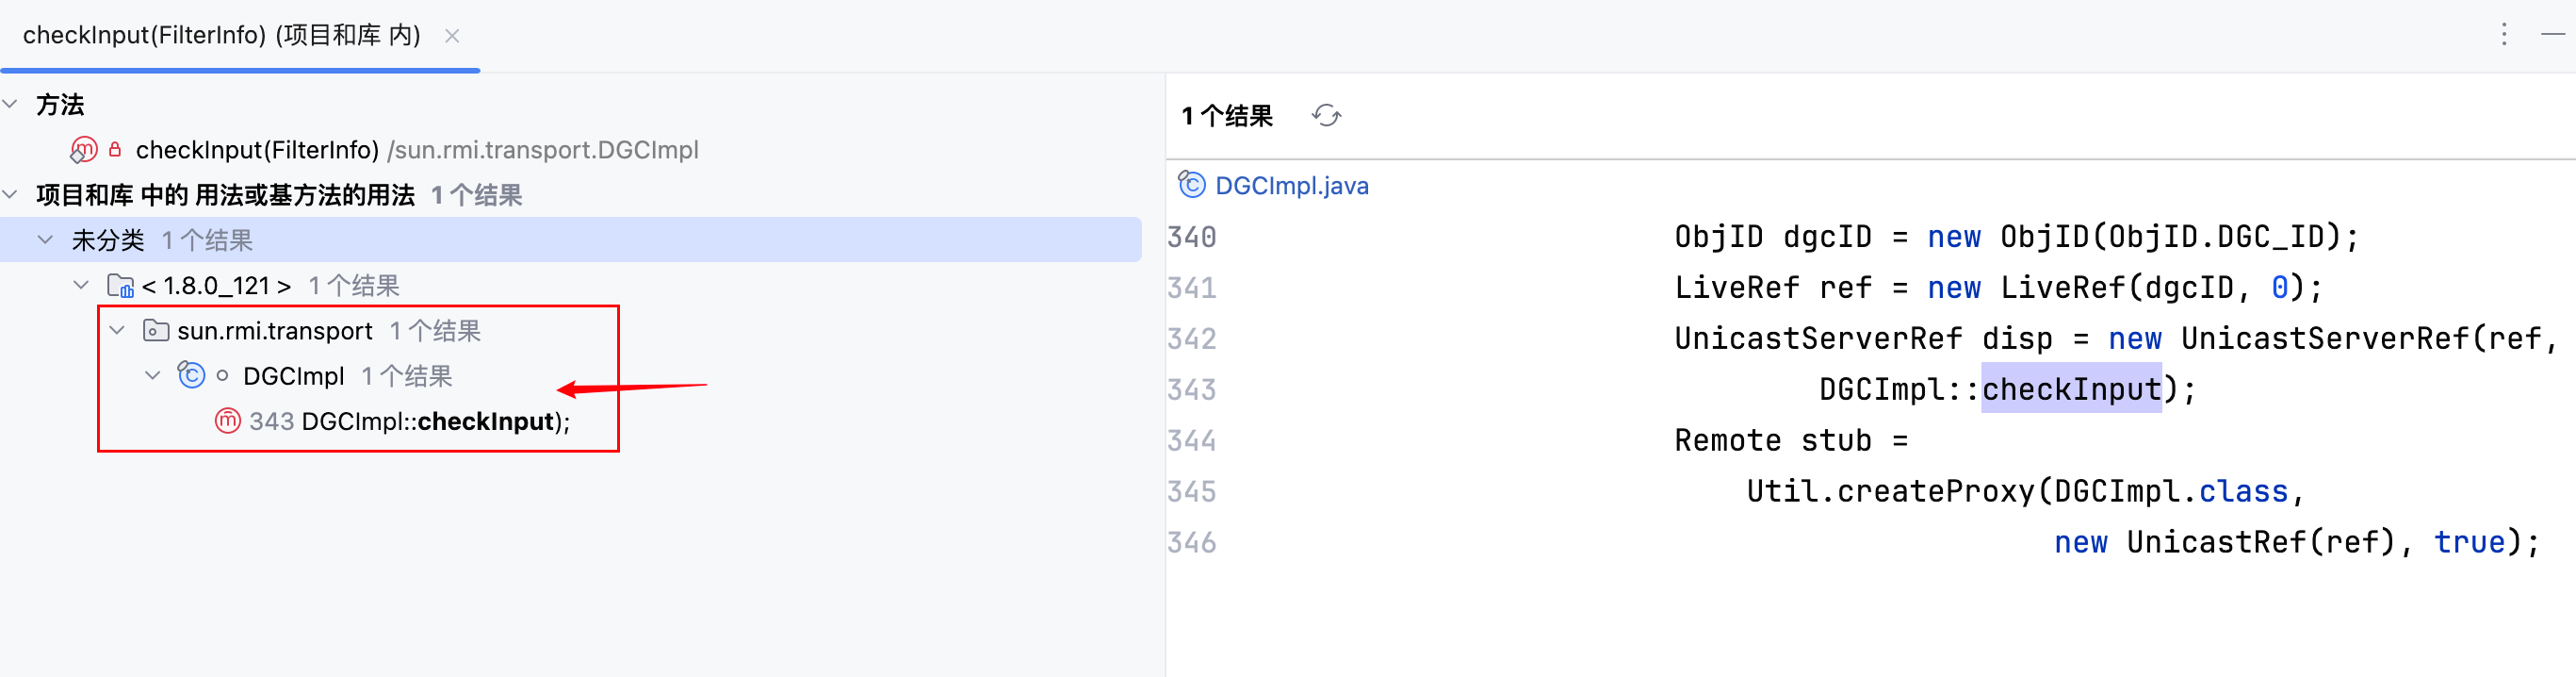 checkInput(FilterInfo) (项目和库 内)
方法
checkInput(FilterInfo) /sun.rmi.transport.DGCImpl
项目和库 中的 用法或基方法的用法 1 个结果
未分类 1 个结果
< 1.8.0_121 > 1 个结果
sun.rmi.transport 1 个结果
DGCImpl 1 个结果
343 DGCImpl::checkInput);
1 个结果
DGCImpl.java
340 ObjID dgcID = new ObjID(ObjID.DGC_ID);
341 LiveRef ref = new LiveRef(dgcID, 0);
342 UnicastServerRef disp = new UnicastServerRef(ref,
343 DGCImpl::checkInput);
344 Remote stub =
345 Util.createProxy(DGCImpl.class,
346 new UnicastRef(ref), true);